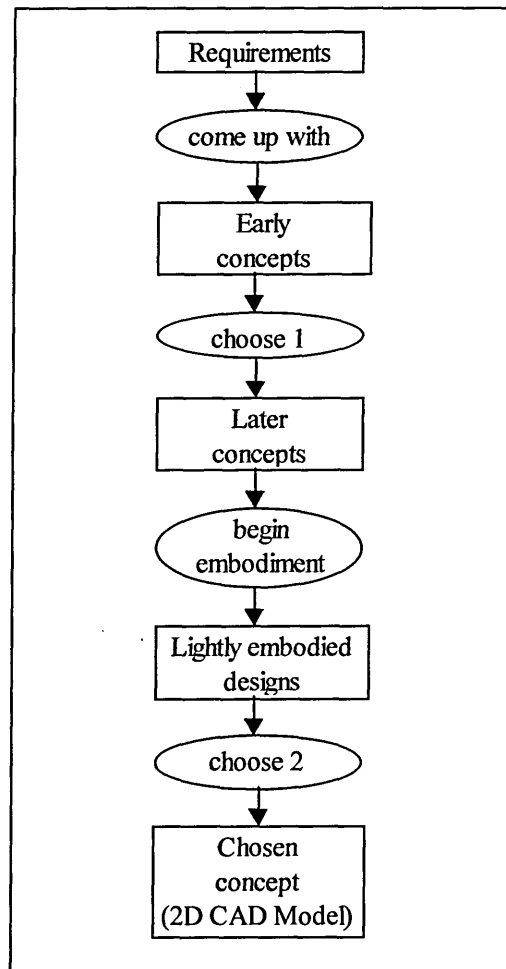 Requirements
come up with
Early
concepts
choose 1
Later
concepts
begin
embodiment
Lightly embodied
designs
choose 2
Chosen
concept
(2D CAD Model)